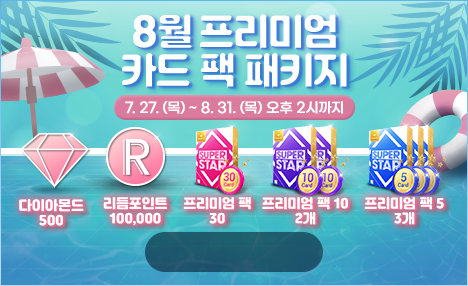 8월 프리미엄
카드 팩 패키지
7. 27. (목) ~ 8. 31. (목) 오후 2시까지
R
SUPER STAR
30 Card
SUPER STAR
10 Card
10 Card
SUPER STAR
5 Card
다이아몬드
500
리듬포인트
100,000
프리미엄 팩
30
프리미엄 팩 10
2개
프리미엄 팩 5
3개